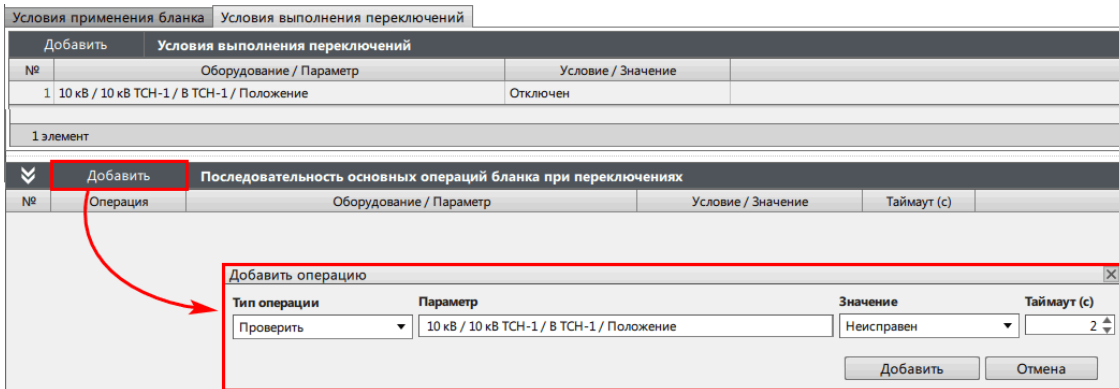 Условия применения бланка Условия выполнения переключений
Добавить Условия выполнения переключений
№ Оборудование / Параметр Условие / Значение
1 10 кВ / 10 кВ ТСН-1 / В ТСН-1 / Положение Отключен
1 элемент
Добавить Последовательность основных операций бланка при переключениях
№ Операция Оборудование / Параметр Условие / Значение Таймаут (с)
Добавить операцию
Тип операции Параметр Значение Таймаут (с)
Проверить 10 кВ / 10 кВ ТСН-1 / В ТСН-1 / Положение Неисправен 2
Добавить Отмена